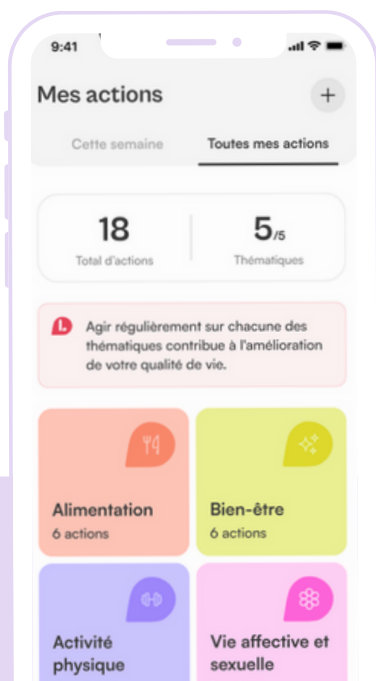 9:41
Mes actions
+
Cette semaine Toutes mes actions
18 5/5
Total d'actions Thématiques
l. Agir régulièrement sur chacune des
thématiques contribue à l'amélioration
de votre qualité de vie.
Alimentation Bien-être
6 actions 6 actions
Activité Vie affective et
physique sexuelle